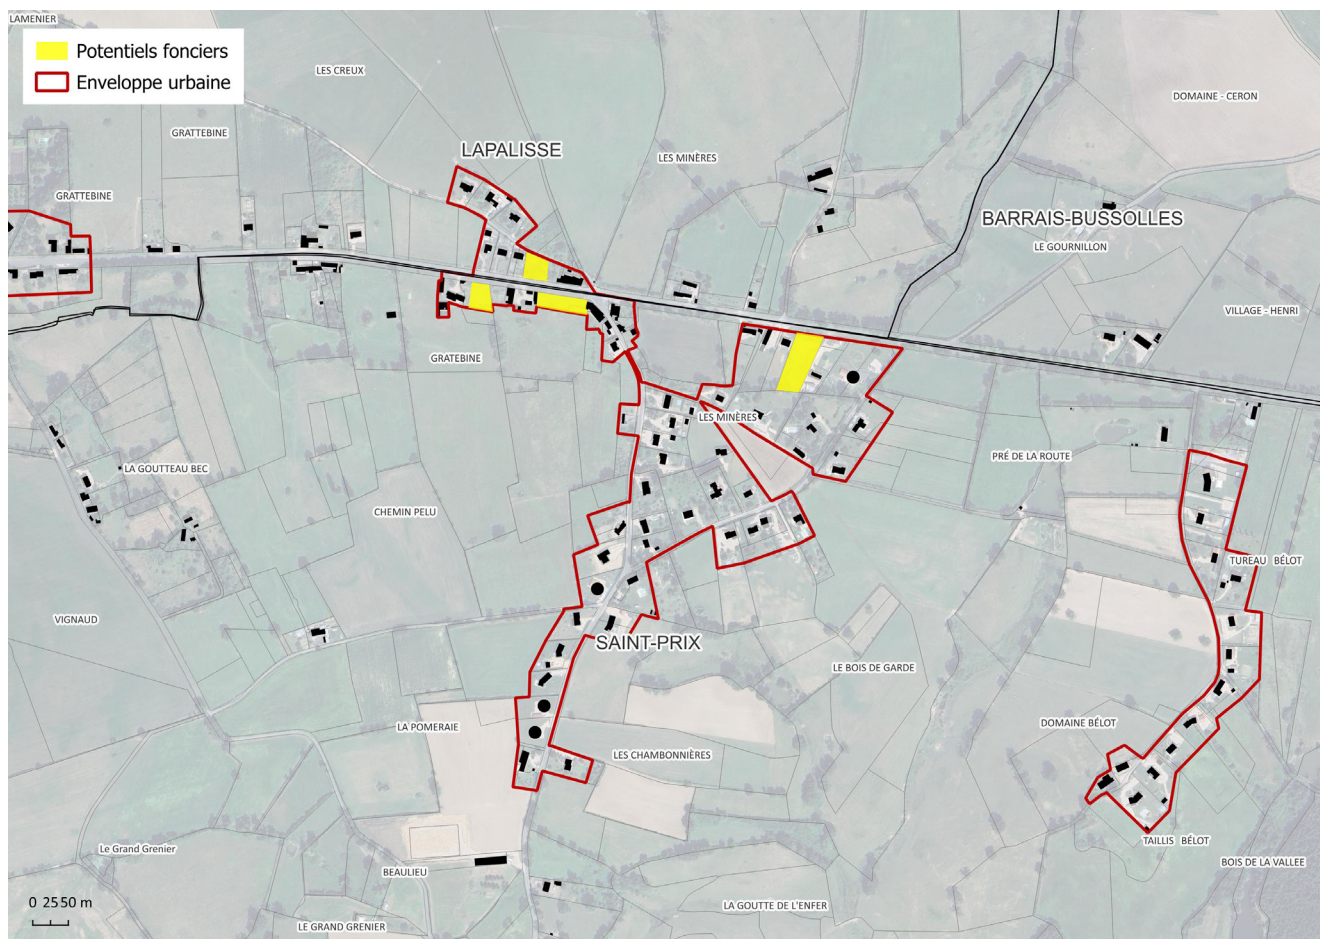 LAMENIER
Potentiels fonciers
Enveloppe urbaine
LES CREUX
DOMAINE - CERON
GRATTEBINE
LAPALISSE
LES MINÈRES
GRATTEBINE
BARRAIS-BUSSOLLES
LE GOURNILLON
VILLAGE - HENRI
GRATEBINE
LES MINÈRES
PRÉ DE LA ROUTE
LA GOUTTEAU BEC
CHEMIN PELU
TUREAU BÉLOT
VIGNAUD
SAINT-PRIX
LE BOIS DE GARDE
DOMAINE BÉLOT
LA POMERAIE
LES CHAMBONNIÈRES
TAILLIS BÉLOT
Le Grand Grenier
BOIS DE LA VALLEE
BEAULIEU
0 2550 m
LA GOUTTE DE L'ENFER
LE GRAND GRENIER